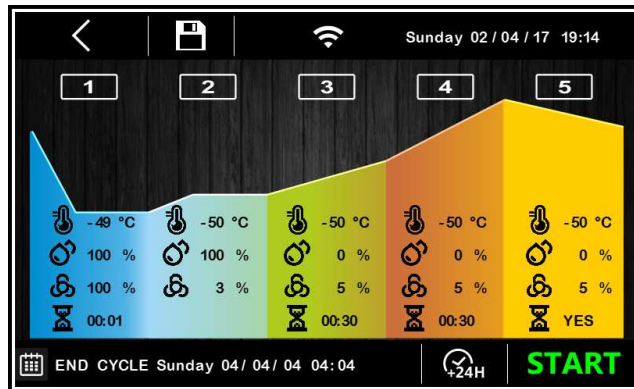 Sunday 02/04/17 19:14
1 2 3 4 5
-49 °C -50 °C -50 °C -50 °C -50 °C
100 % 100 % 0 % 0 % 0 %
100 % 3 % 5 % 5 % 5 %
00:01 00:30 00:30 YES
END CYCLE Sunday 04/04/04 04:04 +24H START